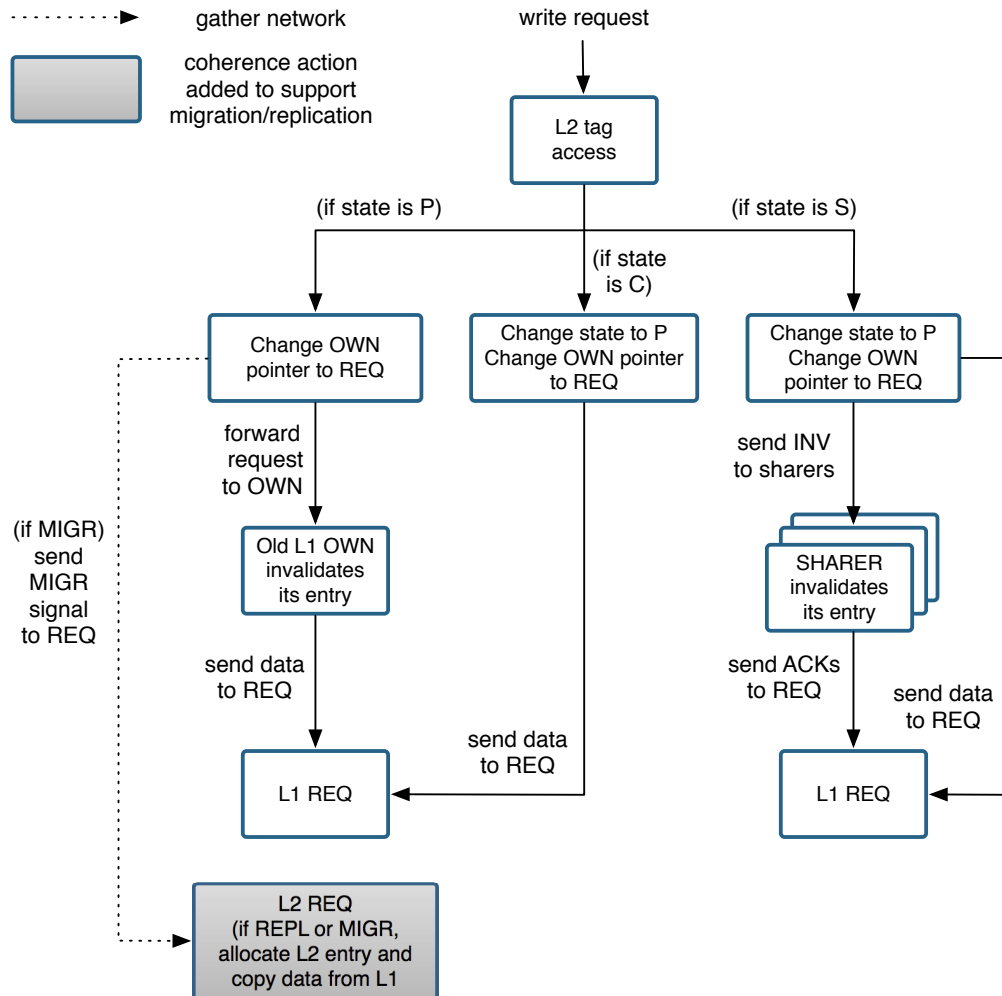 gather network
coherence action
added to support
migration/replication
write request
L2 tag
access
(if state is P)
(if state
is C)
(if state is S)
Change OWN
pointer to REQ
Change state to P
Change OWN pointer
to REQ
Change state to P
Change OWN
pointer to REQ
forward
request
to OWN
send INV
to sharers
(if MIGR)
send
MIGR
signal
to REQ
Old L1 OWN
invalidates
its entry
SHARER
invalidates
its entry
send data
to REQ
send data
to REQ
send ACKs
to REQ
send data
to REQ
L1 REQ
L1 REQ
L2 REQ
(if REPL or MIGR,
allocate L2 entry and
copy data from L1